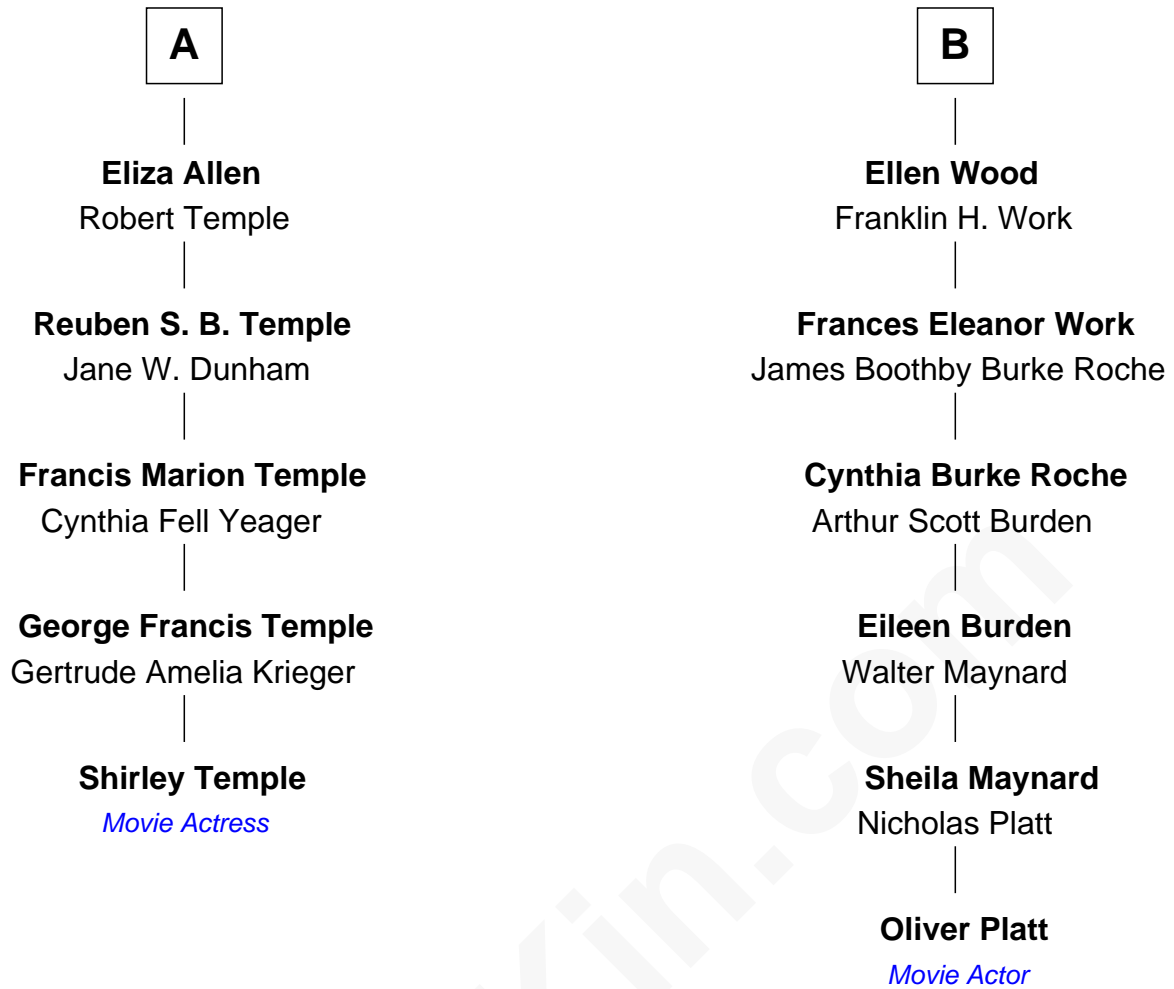 A
Eliza Allen
Robert Temple
Reuben S. B. Temple
Jane W. Dunham
Francis Marion Temple
Cynthia Fell Yeager
George Francis Temple
Gertrude Amelia Krieger
Shirley Temple
Movie Actress
B
Ellen Wood
Franklin H. Work
Frances Eleanor Work
James Boothby Burke Roche
Cynthia Burke Roche
Arthur Scott Burden
Eileen Burden
Walter Maynard
Sheila Maynard
Nicholas Platt
Oliver Platt
Movie Actor
Kin.com